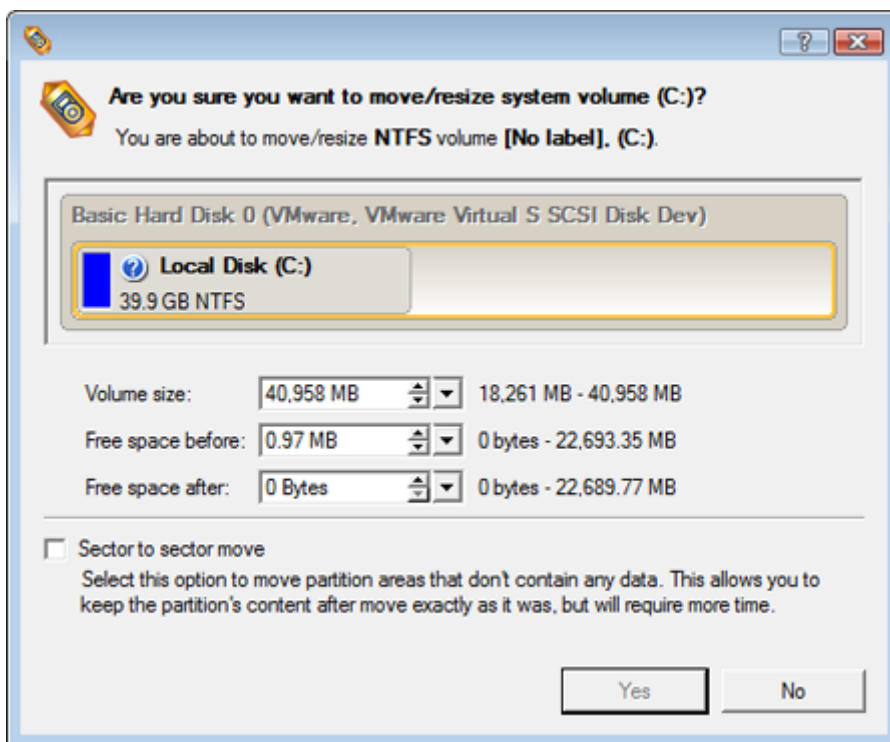 Are you sure you want to move/resize system volume (C:)?
You are about to move/resize NTFS volume [No label], (C:).
Basic Hard Disk 0 (VMware, VMware Virtual S SCSI Disk Dev)
Local Disk (C:)
39.9 GB NTFS
Volume size: 40,958 MB 18,261 MB - 40,958 MB
Free space before: 0.97 MB 0 bytes - 22,693.35 MB
Free space after: 0 Bytes 0 bytes - 22,689.77 MB
Sector to sector move
Select this option to move partition areas that don't contain any data. This allows you to
keep the partition's content after move exactly as it was, but will require more time.
Yes No